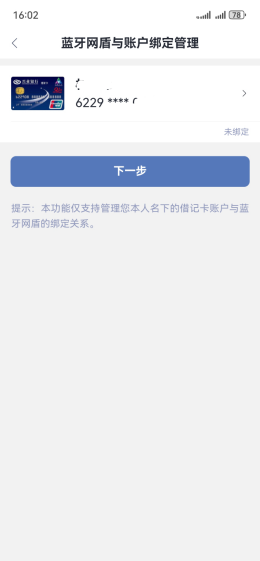 16:02
78
蓝牙网盾与账户绑定管理
6229 ****
未绑定
下一步
提示：本功能仅支持管理您本人名下的借记卡账户与蓝
牙网盾的绑定关系。